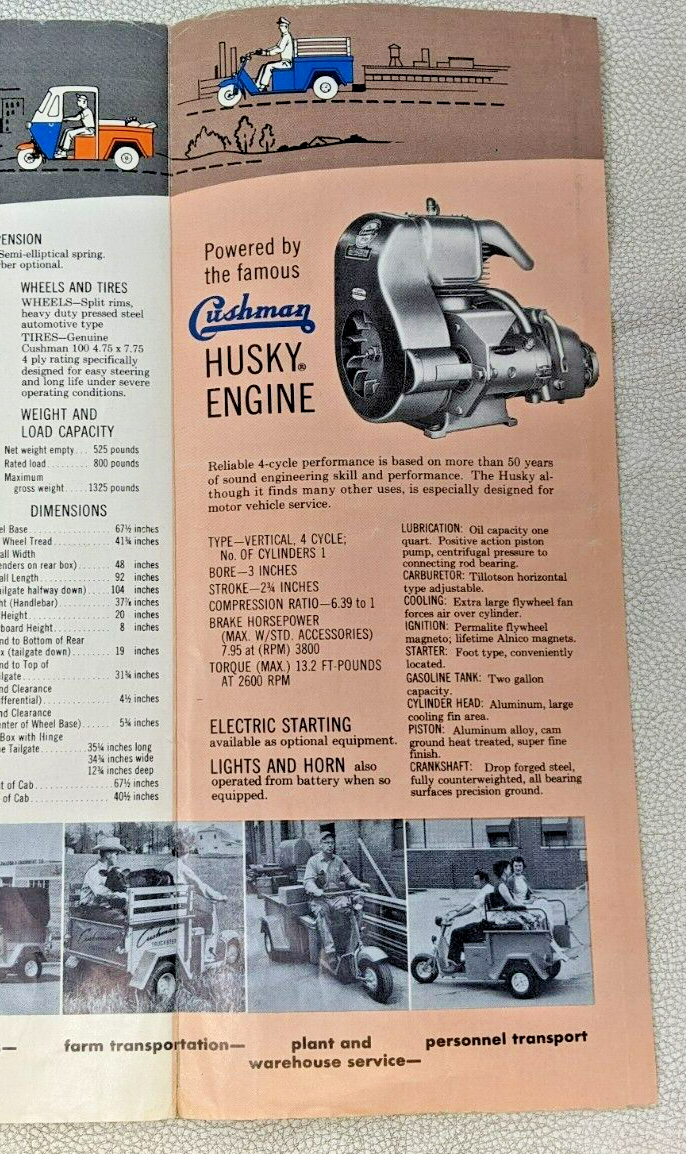 PENSION
Semi-elliptical spring.
ber optional.
WHEELS AND TIRES
WHEELS—Split rims,
heavy duty pressed steel
automotive type
TIRES—Genuine
Cushman 100 4.75 x 7.75
4 ply rating specifically
designed for easy steering
and long life under severe
operating conditions.
WEIGHT AND
LOAD CAPACITY
Net weight empty... 525 pounds
Rated load......... 800 pounds
Maximum
gross weight.....1325 pounds
DIMENSIONS
el Base.................. 67½ inches
Wheel Tread............ 41¾ inches
all Width
enders on rear box)...... 48 inches
all Length............... 92 inches
ailgate halfway down).... 104 inches
ht (Handlebar).......... 37⅞ inches
Height.................. 20 inches
board Height............ 8 inches
nd to Bottom of Rear
x (tailgate down)........ 19 inches
nd to Top of
ilgate................... 31¾ inches
nd Clearance
ifferential).............. 4½ inches
nd Clearance
enter of Wheel Base)..... 5¾ inches
Box with Hinge
e Tailgate.......35¼ inches long
34¾ inches wide
12¾ inches deep
t of Cab................ 67½ inches
of Cab................. 40½ inches
Powered by
the famous
Cushman
HUSKY®
ENGINE
Reliable 4-cycle performance is based on more than 50 years
of sound engineering skill and performance. The Husky al-
though it finds many other uses, is especially designed for
motor vehicle service.
TYPE—VERTICAL, 4 CYCLE;
No. OF CYLINDERS 1
BORE—3 INCHES
STROKE—2¾ INCHES
COMPRESSION RATIO—6.39 to 1
BRAKE HORSEPOWER
(MAX. W/STD. ACCESSORIES)
7.95 at (RPM) 3800
TORQUE (MAX.) 13.2 FT-POUNDS
AT 2600 RPM
ELECTRIC STARTING
available as optional equipment.
LIGHTS AND HORN also
operated from battery when so
equipped.
LUBRICATION: Oil capacity one
quart. Positive action piston
pump, centrifugal pressure to
connecting rod bearing.
CARBURETOR: Tillotson horizontal
type adjustable.
COOLING: Extra large flywheel fan
forces air over cylinder.
IGNITION: Permalite flywheel
magneto; lifetime Alnico magnets.
STARTER: Foot type, conveniently
located.
GASOLINE TANK: Two gallon
capacity.
CYLINDER HEAD: Aluminum, large
cooling fin area.
PISTON: Aluminum alloy, cam
ground heat treated, super fine
finish.
CRANKSHAFT: Drop forged steel,
fully counterweighted, all bearing
surfaces precision ground.
Cushman
Cushman
TRUCKSTER
—
farm transportation—
plant and
warehouse service—
personnel transport